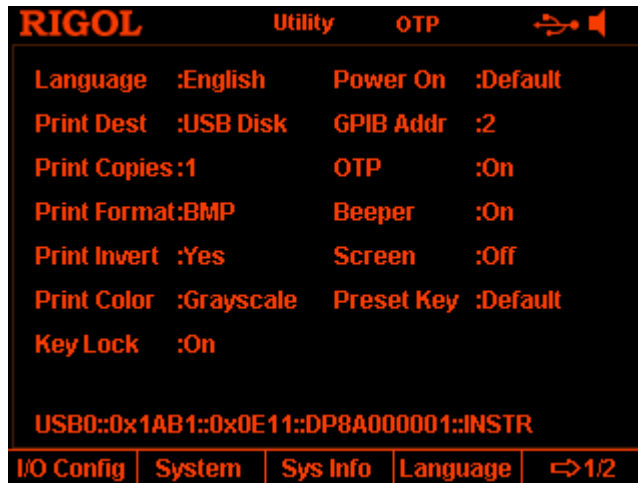 RIGOL Utility OTP
Language :English Power On :Default
Print Dest :USB Disk GPIB Addr :2
Print Copies:1 OTP :On
Print Format:BMP Beeper :On
Print Invert :Yes Screen :Off
Print Color :Grayscale Preset Key :Default
Key Lock :On
USB0::0x1AB1::0x0E11::DP8A000001::INSTR
I/O Config System Sys Info Language ⇨1/2